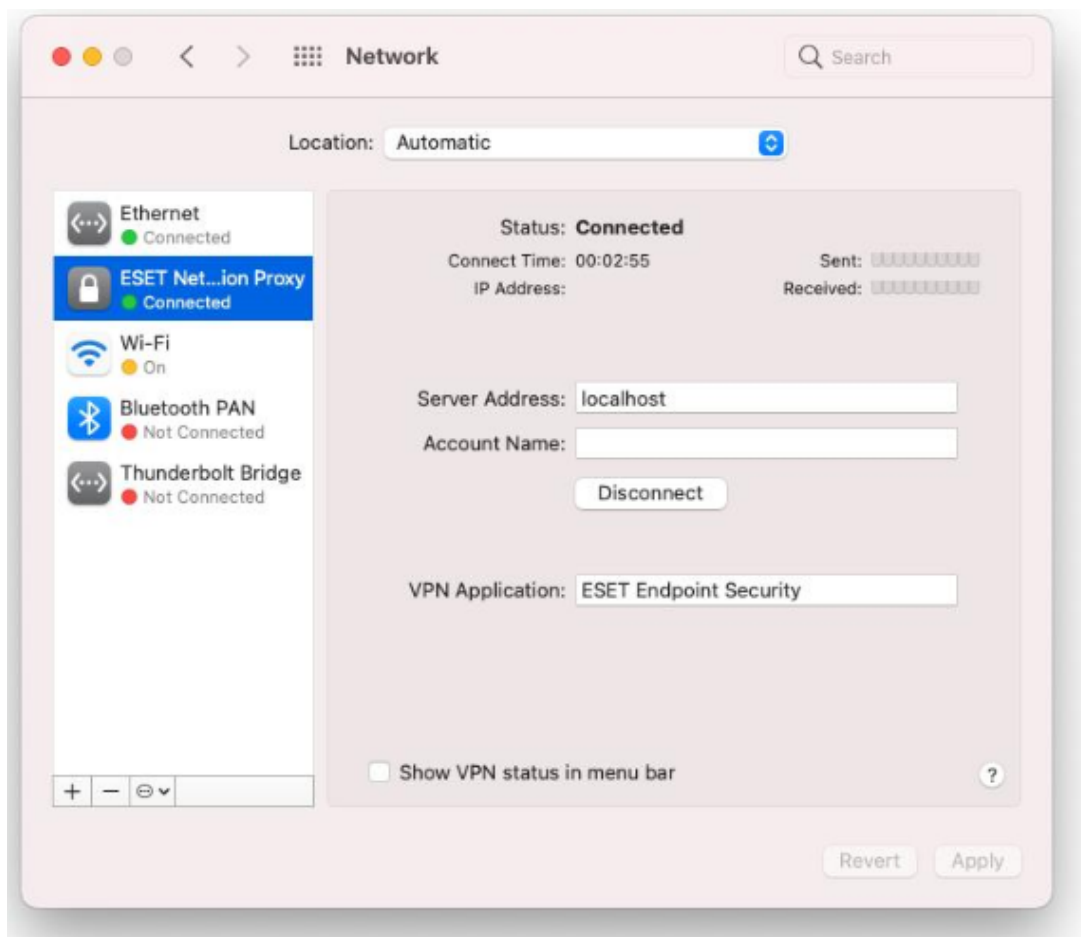 Network
Search
Location: Automatic
Ethernet
Connected
ESET Net...ion Proxy
Connected
Wi-Fi
On
Bluetooth PAN
Not Connected
Thunderbolt Bridge
Not Connected
Status: Connected
Connect Time: 00:02:55 Sent:
IP Address: Received:
Server Address: localhost
Account Name:
Disconnect
VPN Application: ESET Endpoint Security
Show VPN status in menu bar ?
Revert Apply